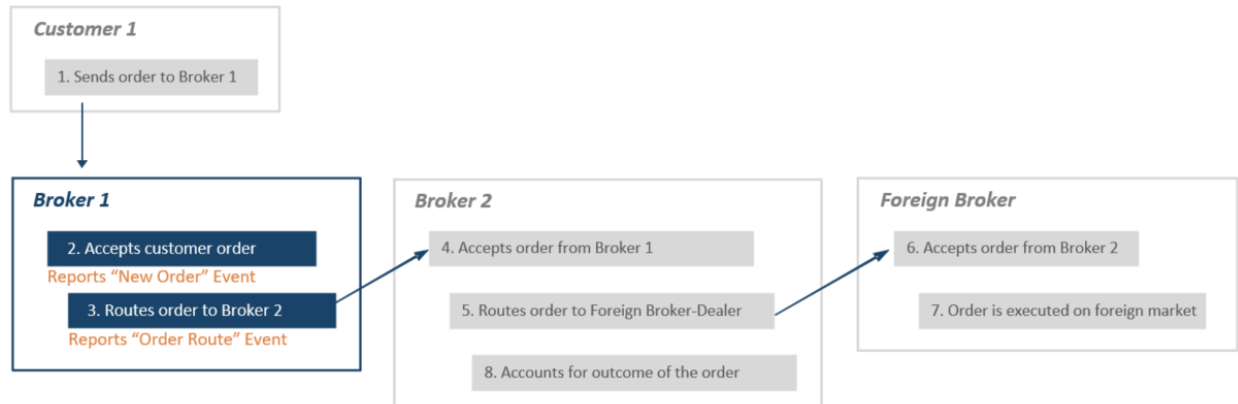 Customer 1
1. Sends order to Broker 1
Broker 1
2. Accepts customer order
Reports “New Order” Event
3. Routes order to Broker 2
Reports “Order Route” Event
Broker 2
4. Accepts order from Broker 1
5. Routes order to Foreign Broker-Dealer
8. Accounts for outcome of the order
Foreign Broker
6. Accepts order from Broker 2
7. Order is executed on foreign market